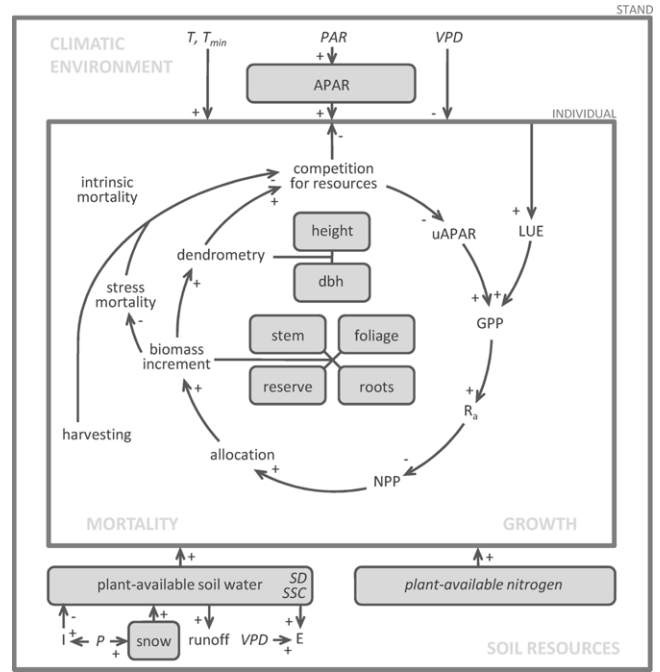 STAND
CLIMATIC
ENVIRONMENT
T, Tmin
PAR
VPD
+
APAR
+
+
-
INDIVIDUAL
-
competition
for resources
-
+
intrinsic
mortality
-
+
uAPAR
LUE
height
dendrometry
dbh
+
stress
mortality
+
+
GPP
-
biomass
increment
stem
foliage
reserve
roots
+
+
Ra
harvesting
allocation
-
+
NPP
MORTALITY
GROWTH
+
+
plant-available soil water
SD
SSC
plant-available nitrogen
-
+
+
+
I
+
P
+
snow
runoff
VPD
+
E
SOIL RESOURCES